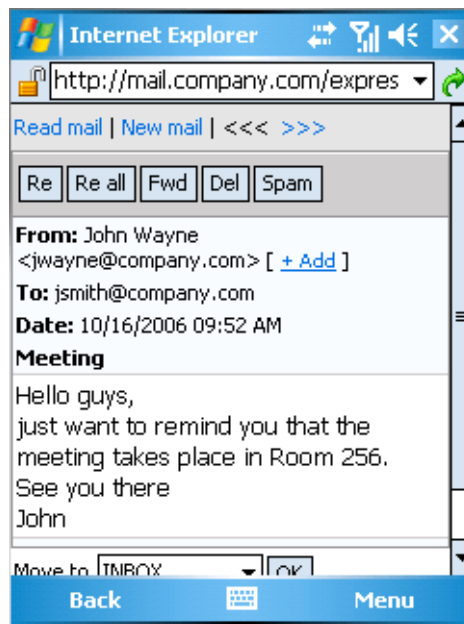 Internet Explorer
http://mail.company.com/expres
Read mail | New mail | <<< >>>
Re Re all Fwd Del Spam
From: John Wayne
<jwayne@company.com> [ + Add ]
To: jsmith@company.com
Date: 10/16/2006 09:52 AM
Meeting
Hello guys,
just want to remind you that the
meeting takes place in Room 256.
See you there
John
Move to INBOX OK
Back Menu